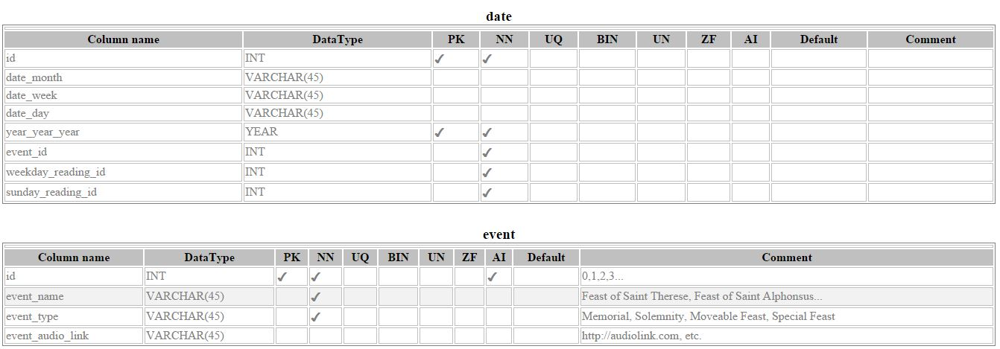 date
Column name DataType PK NN UQ BIN UN ZF AI Default Comment
id INT ✓ ✓
date_month VARCHAR(45)
date_week VARCHAR(45)
date_day VARCHAR(45)
year_year_year YEAR ✓ ✓
event_id INT ✓
weekday_reading_id INT ✓
sunday_reading_id INT ✓
event
Column name DataType PK NN UQ BIN UN ZF AI Default Comment
id INT ✓ ✓ ✓ 0,1,2,3...
event_name VARCHAR(45) ✓ Feast of Saint Therese, Feast of Saint Alphonsus...
event_type VARCHAR(45) ✓ Memorial, Solemnity, Moveable Feast, Special Feast
event_audio_link VARCHAR(45) http://audiolink.com, etc.